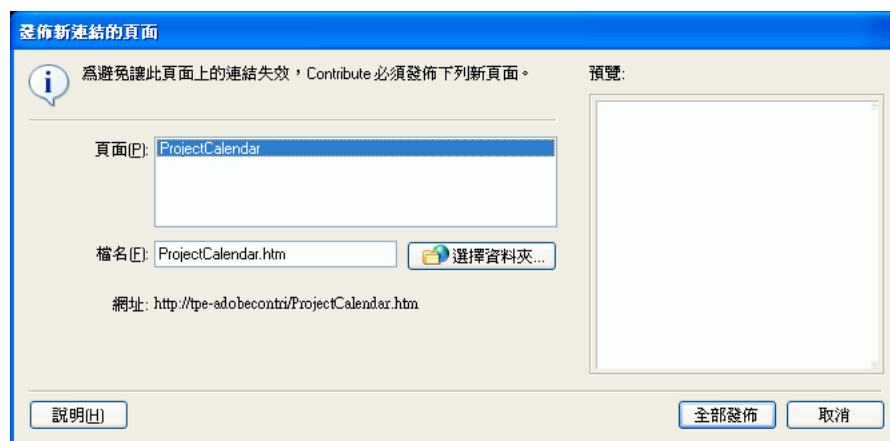 發佈新連結的頁面
為避免讓此頁面上的連結失效，Contribute 必須發佈下列新頁面。
預覽:
頁面(P): ProjectCalendar
檔名(F): ProjectCalendar.htm 選擇資料夾...
網址: http://tpe-adobecontri/ProjectCalendar.htm
說明(H) 全部發佈 取消